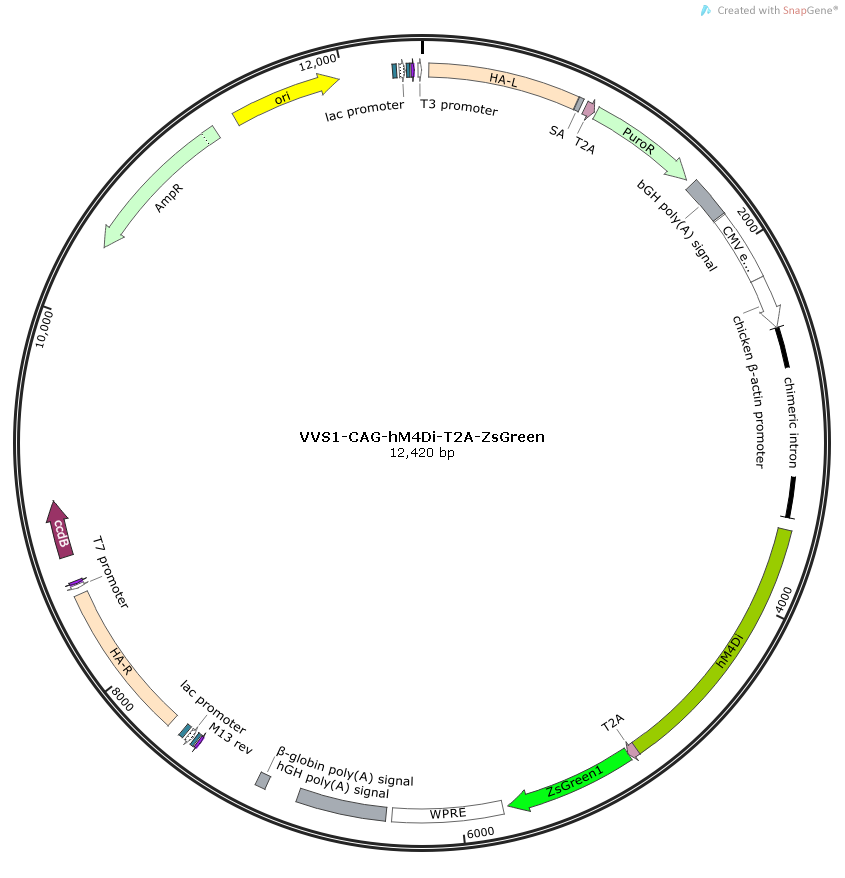 Created with SnapGene®
12,000
HA-L
ori
lac promoter
T3 promoter
SA
T2A
PuroR
AmpR
bGH poly(A) signal
2000
CMV e...
10,000
chicken β-actin promoter
chimeric intron
VVS1-CAG-hM4Di-T2A-ZsGreen
12,420 bp
ccdB
T7 promoter
4000
hM4Di
HA-R
8000
lac promoter
M13 rev
T2A
β-globin poly(A) signal
hGH poly(A) signal
ZsGreen1
WPRE
6000